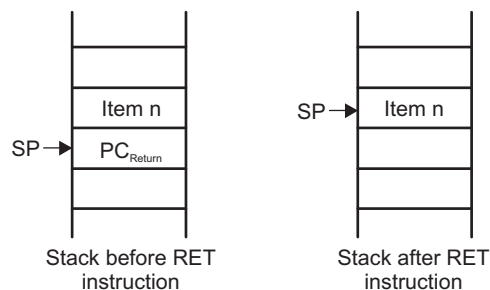 Item n
SP
PCReturn
Stack before RET
instruction
SP
Item n
Stack after RET
instruction